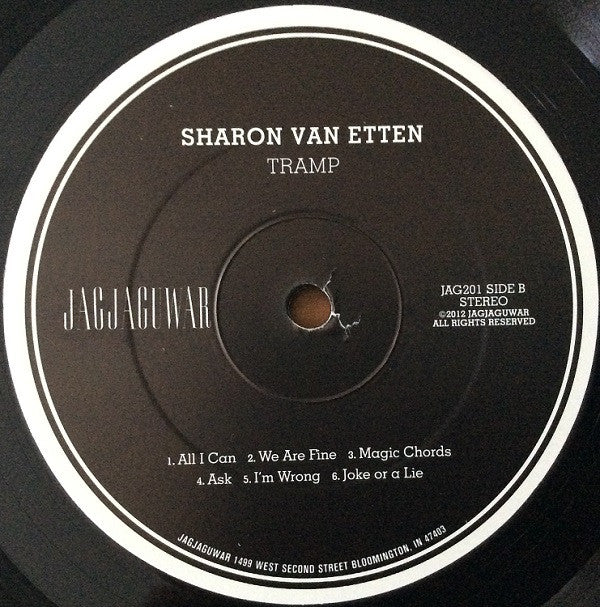 SHARON VAN ETTEN
TRAMP
JAGJAGUWAR
JAG201 SIDE B
STEREO
©2012 JAGJAGUWAR
ALL RIGHTS RESERVED
1. All I Can 2. We Are Fine 3. Magic Chords
4. Ask 5. I'm Wrong 6. Joke or a Lie
JAGJAGUWAR 1499 WEST SECOND STREET BLOOMINGTON, IN 47403